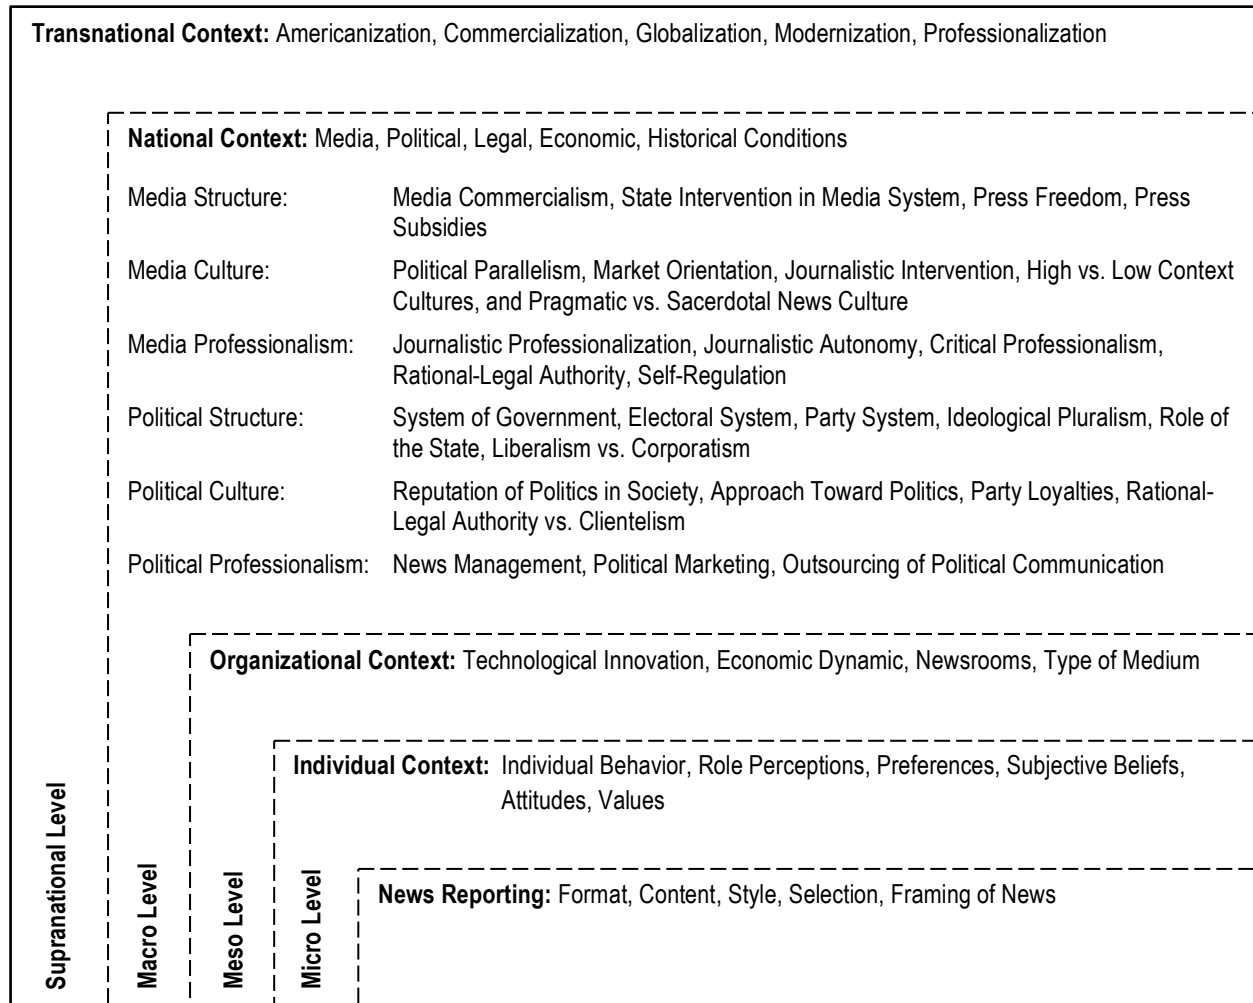 Transnational Context: Americanization, Commercialization, Globalization, Modernization, Professionalization
National Context: Media, Political, Legal, Economic, Historical Conditions
Media Structure: Media Commercialism, State Intervention in Media System, Press Freedom, Press
Subsidies
Media Culture: Political Parallelism, Market Orientation, Journalistic Intervention, High vs. Low Context
Cultures, and Pragmatic vs. Sacerdotal News Culture
Media Professionalism: Journalistic Professionalization, Journalistic Autonomy, Critical Professionalism,
Rational-Legal Authority, Self-Regulation
Political Structure: System of Government, Electoral System, Party System, Ideological Pluralism, Role of
the State, Liberalism vs. Corporatism
Political Culture: Reputation of Politics in Society, Approach Toward Politics, Party Loyalties, Rational-
Legal Authority vs. Clientelism
Political Professionalism: News Management, Political Marketing, Outsourcing of Political Communication
Organizational Context: Technological Innovation, Economic Dynamic, Newsrooms, Type of Medium
Individual Context: Individual Behavior, Role Perceptions, Preferences, Subjective Beliefs,
Attitudes, Values
News Reporting: Format, Content, Style, Selection, Framing of News
Supranational Level
Macro Level
Meso Level
Micro Level